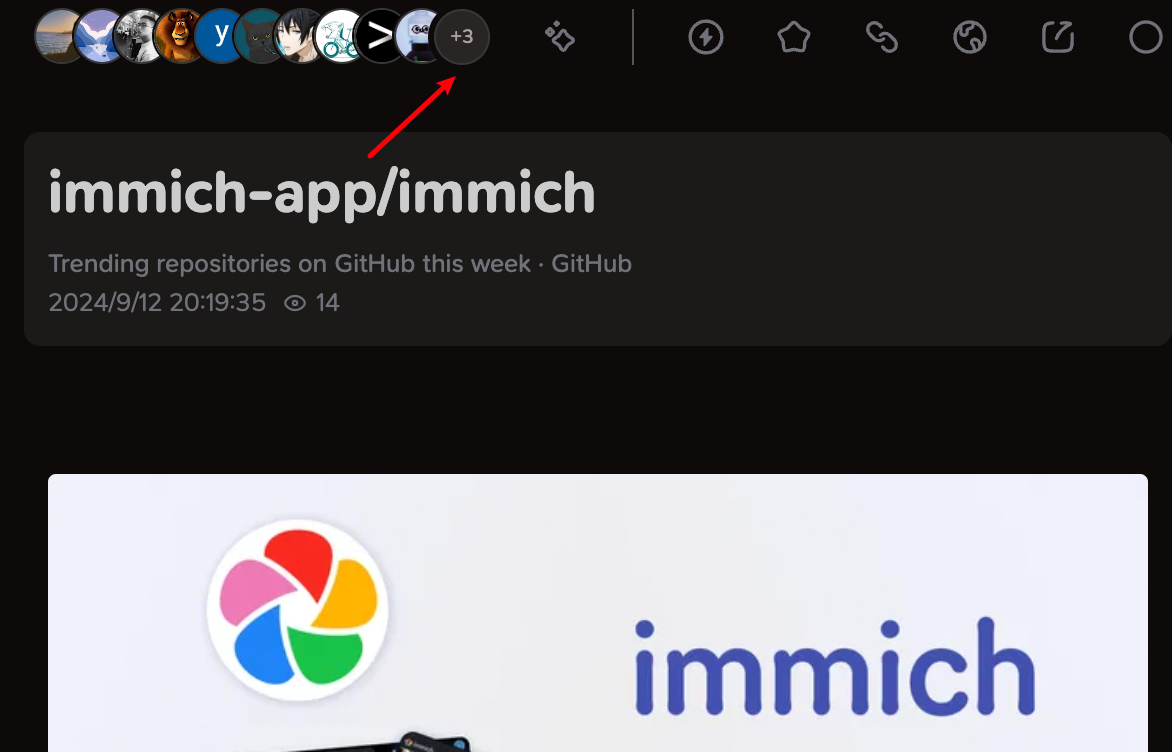 y
>
+3
immich-app/immich
Trending repositories on GitHub this week · GitHub
2024/9/12 20:19:35 14
immich